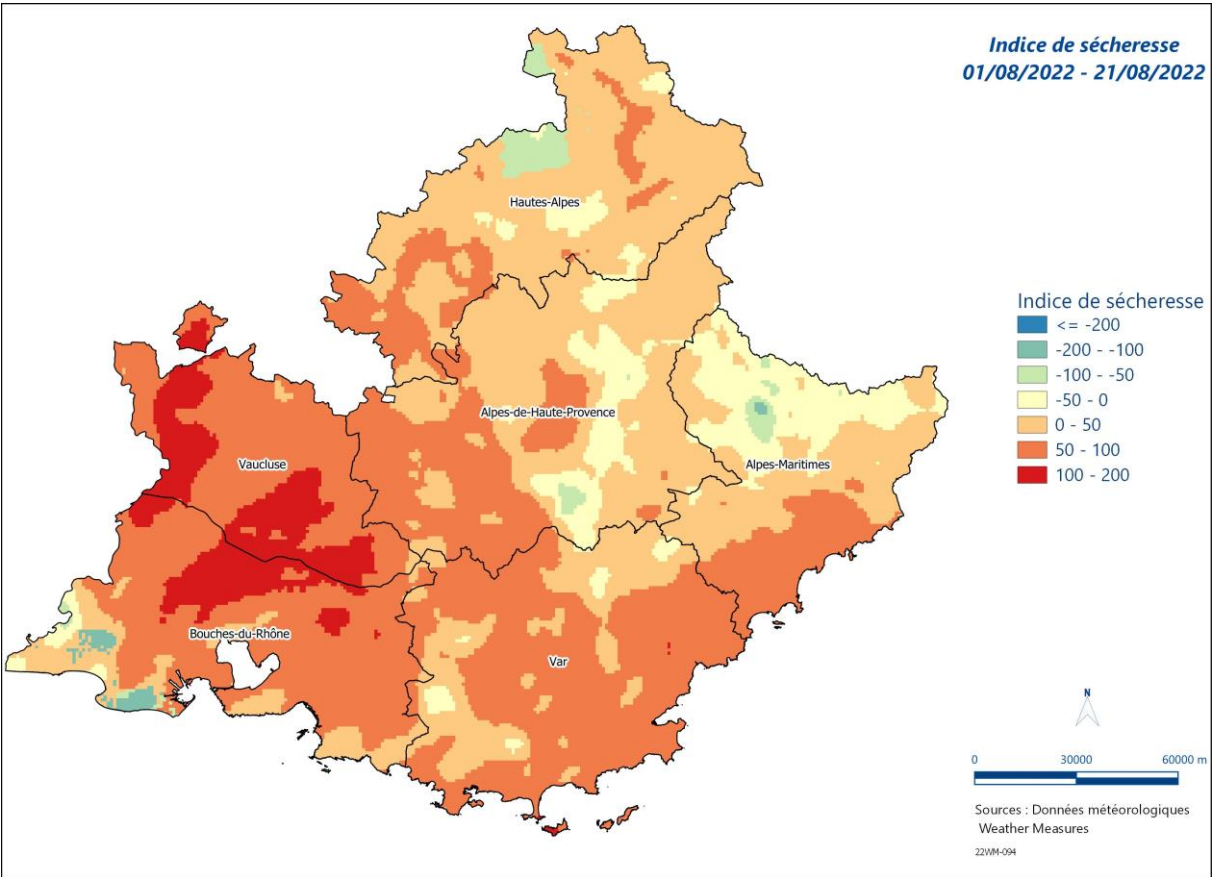 Indice de sécheresse
01/08/2022 - 21/08/2022
Hautes-Alpes
Indice de sécheresse
<= -200
-200 - -100
-100 - -50
-50 - 0
0 - 50
50 - 100
100 - 200
Alpes-de-Haute-Provence
Vaucluse
Alpes-Maritimes
Bouches-du-Rhône
Var
N
0 30000 60000 m
Sources : Données météorologiques
Weather Measures
22WM-094